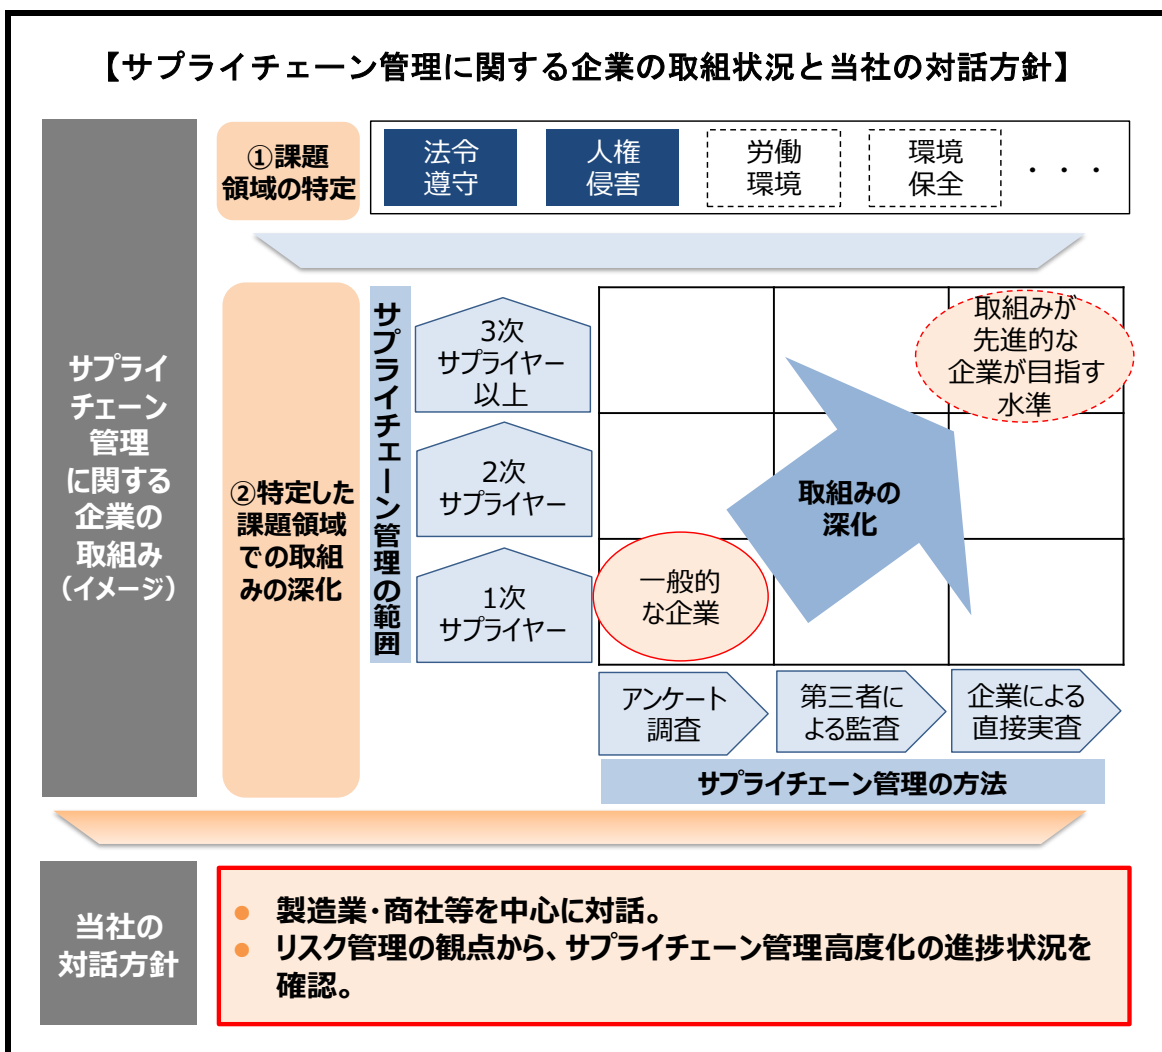 【サプライチェーン管理に関する企業の取組状況と当社の対話方針】
サプライ
チェーン
管理
に関する
企業の
取組み
（イメージ）
①課題
領域の特定
法令
遵守
人権
侵害
労働
環境
環境
保全
・・・
②特定した
課題領域
での取組
みの深化
サプライチェーン管理の範囲
3次
サプライヤー
以上
2次
サプライヤー
1次
サプライヤー
取組みが
先進的な
企業が目指す
水準
取組みの
深化
一般的
な企業
アンケート
調査
第三者に
よる監査
企業による
直接実査
サプライチェーン管理の方法
当社の
対話方針
● 製造業・商社等を中心に対話。
● リスク管理の観点から、サプライチェーン管理高度化の進捗状況を
確認。